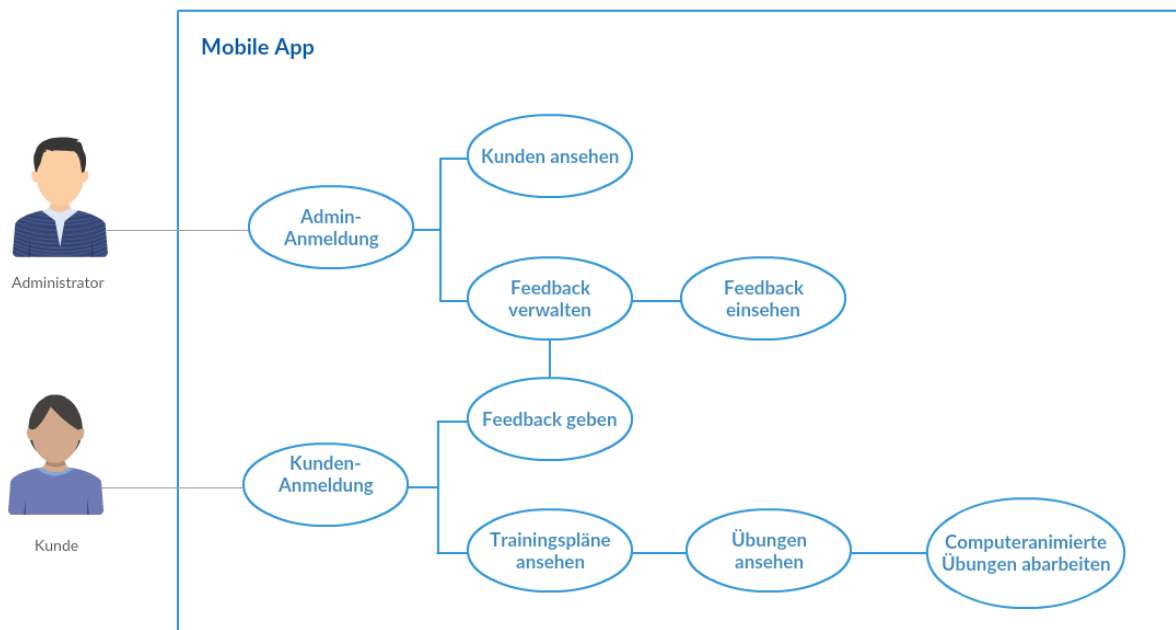 Mobile App
Kunden ansehen
Admin-
Anmeldung
Administrator
Feedback
verwalten
Feedback
einsehen
Feedback geben
Kunden-
Anmeldung
Kunde
Trainingspläne
ansehen
Übungen
ansehen
Computeranimierte
Übungen abarbeiten